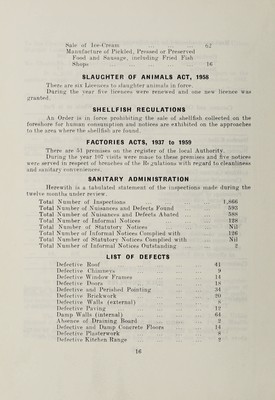 Sale of Ice-Cream 62
Manufacture of Pickled, Pressed or Preserved
Food and Sausage, including Fried Fish
Shops 16
SLAUGHTER OF ANIMALS ACT, 1958
There are six Licences to slaughter animals in force.
During the year five licences were renewed and one new licence was
granted.
SHELLFISH REGULATIONS
An Order is in force prohibiting the sale of shellfish collected on the
foreshore for human consumption and notices are exhibited on the approaches
to the area where the shellfish are found.
FACTORIES ACTS, 1937 to 1959
There are 51 premises on the register of the local Authority.
During the year 107 visits were made to these premises and five notices
were served in respect of breaches of the Regulations with regard to cleanliness
and sanitary conveniences.
SANITARY ADMINISTRATION
Herewith is a tabulated statement of the inspections made during the
twelve months under review.
Total Number of Inspections 1,866
Total Number of Nuisances and Defects Found 593
Total Number of Nuisances and Defects Abated 588
Total Number of Informal Notices 128
Total Number of Statutory Notices Nil
Total Number of Informal Notices Complied with 126
Total Number of Statutory Notices Complied with Nil
Total Number of Informal Notices Outstanding 2
LIST OF DEFECTS
Defective Roof 41
Defective Chimneys 9
Defective Window Frames 14
Defective Doors 18
Defective and Perished Pointing 34
Defective Brickwork 20
Defective Walls (external) 8
Defective Paving 12
Damp Walls (internal) 64
Absence of Draining Board 2
Defective and Damp Concrete Floors 14
Defective Plasterwork 8
Defective Kitchen Range 2
16